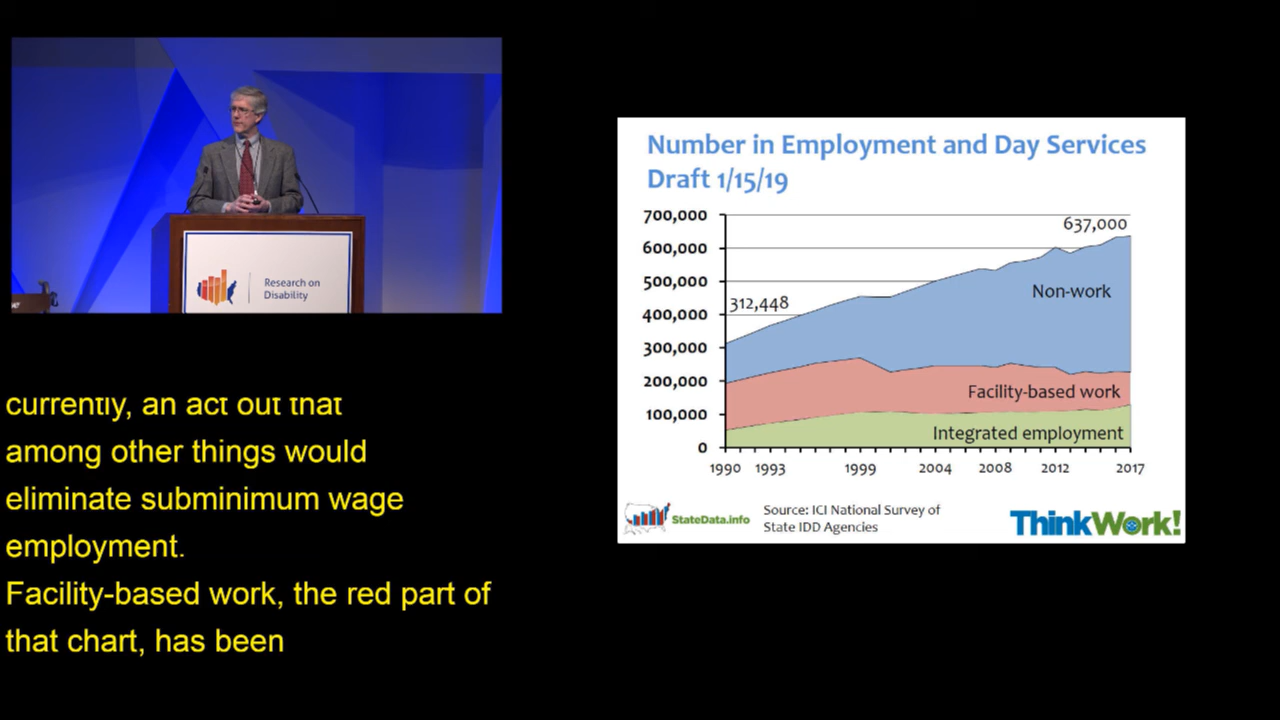 Research on
Disability
currently, an act out that
among other things would
eliminate subminimum wage
employment.
Facility-based work, the red part of
that chart, has been
Number in Employment and Day Services
Draft 1/15/19
700,000
600,000
500,000
400,000
300,000
200,000
100,000
0
637,000
312,448
Non-work
Facility-based work
Integrated employment
1990 1993 1999 2004 2008 2012 2017
StateData.info
Source: ICI National Survey of
State IDD Agencies
ThinkWork!